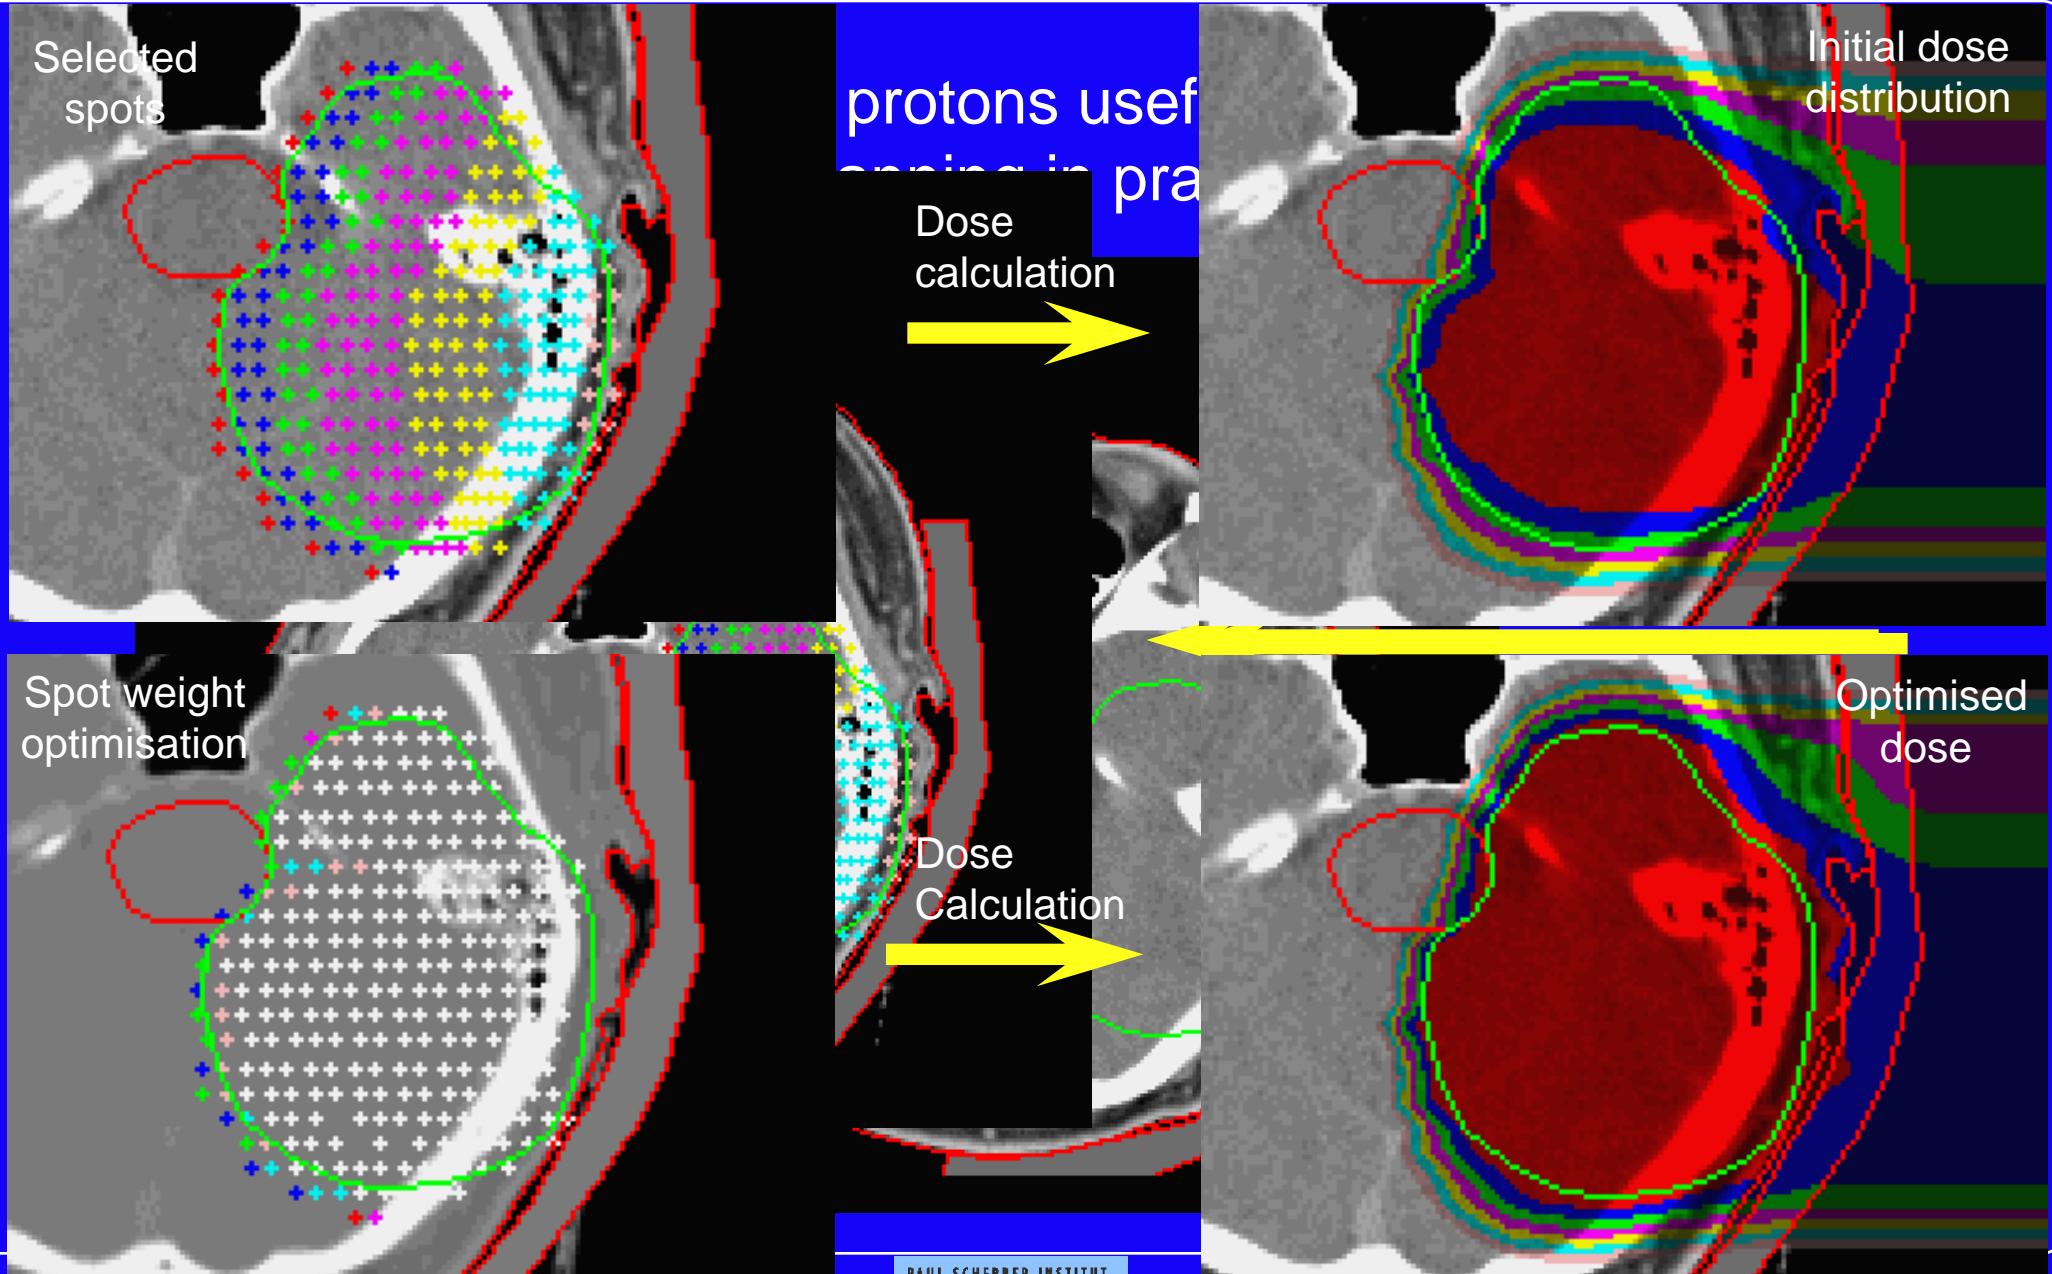 Selected
spots
protons usef
pra
Initial dose
distribution
Dose
calculation
Spot weight
optimisation
Optimised
dose
Dose
Calculation
PAUL SCHERRER INSTITUT